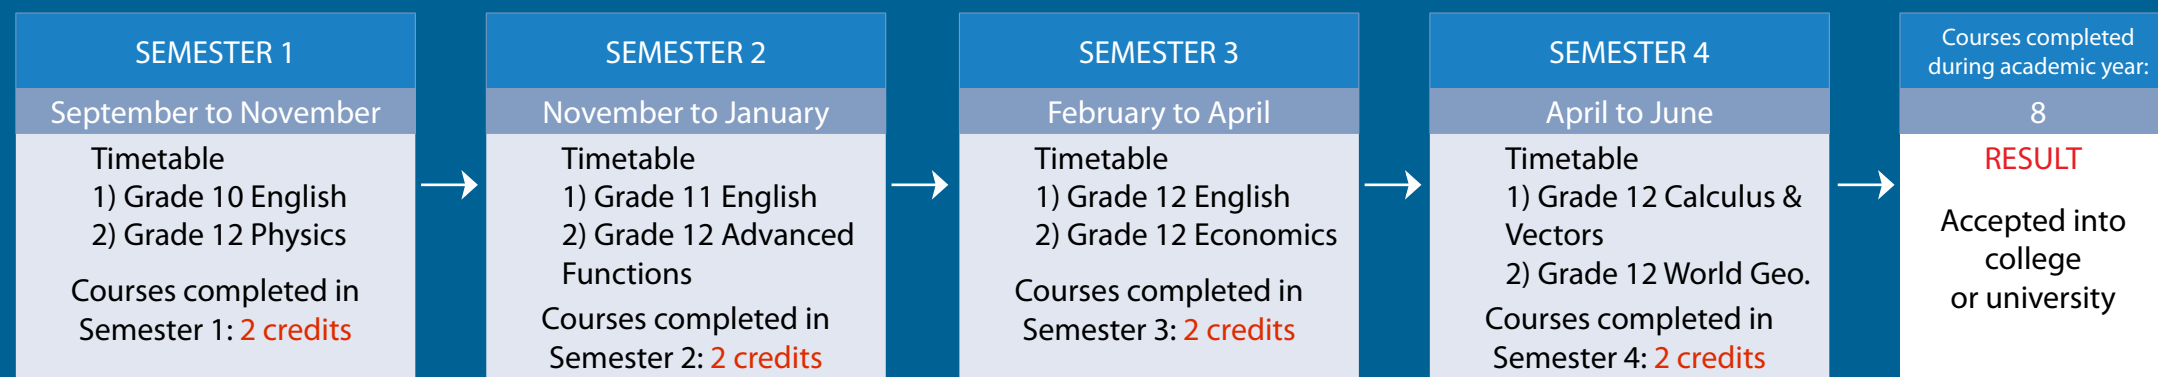 SEMESTER 1
September to November
Timetable
1) Grade 10 English
2) Grade 12 Physics
Courses completed in
Semester 1: 2 credits
SEMESTER 2
November to January
Timetable
1) Grade 11 English
2) Grade 12 Advanced
Functions
Courses completed in
Semester 2: 2 credits
SEMESTER 3
February to April
Timetable
1) Grade 12 English
2) Grade 12 Economics
Courses completed in
Semester 3: 2 credits
SEMESTER 4
April to June
Timetable
1) Grade 12 Calculus &
Vectors
2) Grade 12 World Geo.
Courses completed in
Semester 4: 2 credits
Courses completed
during academic year:
8
RESULT
Accepted into
college
or university